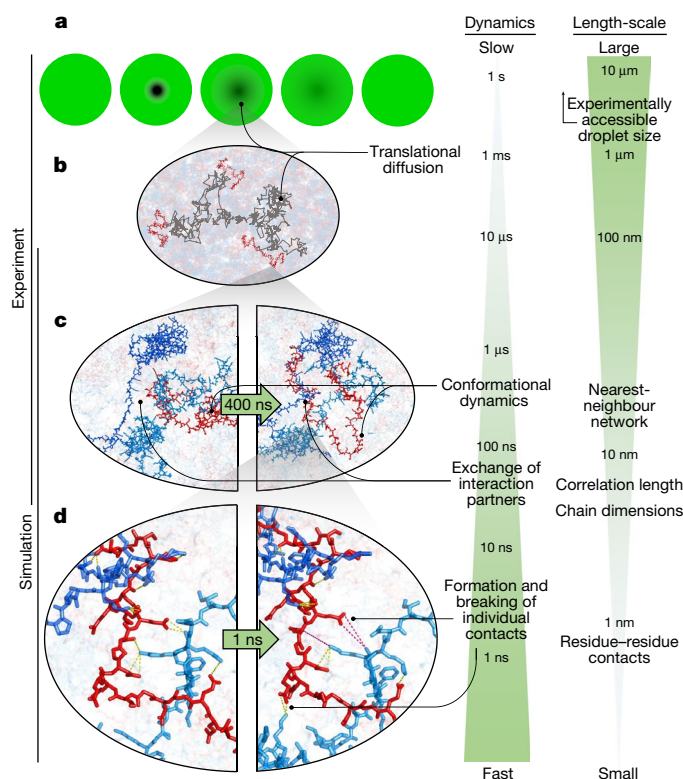 a
Dynamics
Length-scale
Slow
Large
1 s
10 μm
Experimentally
accessible
droplet size
Translational
diffusion
1 ms
1 μm
b
10 μs
100 nm
Experiment
c
1 μs
400 ns
Conformational
dynamics
Nearest-
neighbour
network
100 ns
10 nm
Exchange of
interaction
partners
Correlation length
Chain dimensions
Simulation
d
10 ns
Formation and
breaking of
individual
contacts
1 nm
1 ns
Residue–residue
contacts
1 ns
Fast
Small